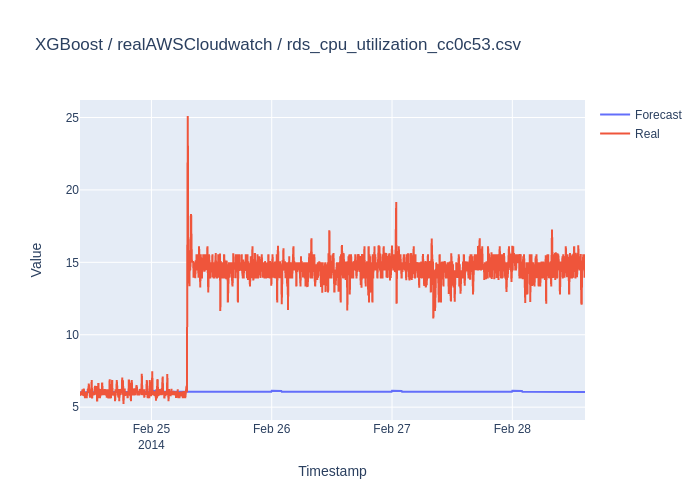 XGBoost / realAWSCloudwatch / rds_cpu_utilization_cc0c53.csv
Forecast
Real
Value
25
20
15
10
5
Feb 25
2014
Feb 26
Feb 27
Feb 28
Timestamp